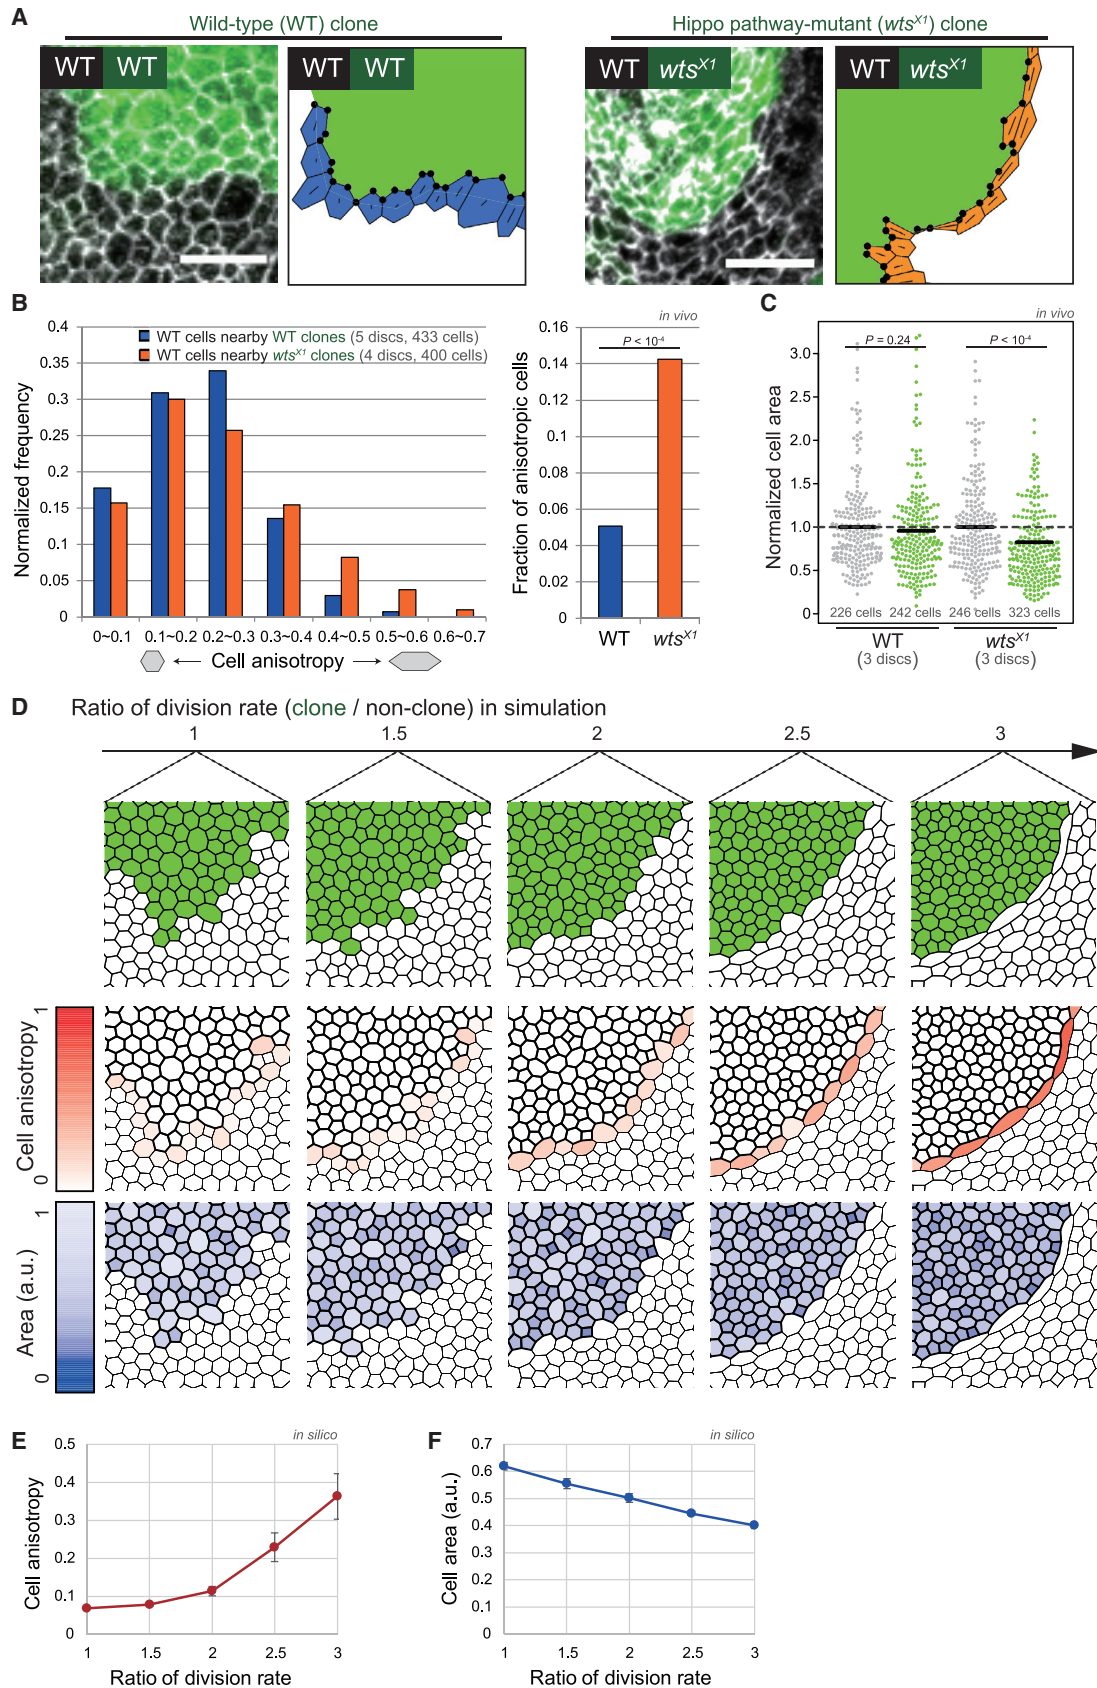 A
Wild-type (WT) clone
Hippo pathway-mutant (wtsX1) clone
WT WT
WT WT
WT wtsX1
WT wtsX1
B
Normalized frequency
0.4
0.35
0.3
0.25
0.2
0.15
0.1
0.05
0
WT cells nearby WT clones (5 discs, 433 cells)
WT cells nearby wtsX1 clones (4 discs, 400 cells)
0~0.1 0.1~0.2 0.2~0.3 0.3~0.4 0.4~0.5 0.5~0.6 0.6~0.7
Cell anisotropy
in vivo
Fraction of anisotropic cells
0.16
0.14
0.12
0.1
0.08
0.06
0.04
0.02
0
P < 10-4
WT wtsX1
C
in vivo
Normalized cell area
3.0
2.5
2.0
1.5
1.0
0.5
0
P = 0.24
P < 10-4
226 cells 242 cells 246 cells 323 cells
WT wtsX1
(3 discs) (3 discs)
D
Ratio of division rate (clone / non-clone) in simulation
1 1.5 2 2.5 3
Cell anisotropy
1
0
Area (a.u.)
1
0
E
in silico
Cell anisotropy
0.5
0.4
0.3
0.2
0.1
0
1 1.5 2 2.5 3
Ratio of division rate
F
in silico
Cell area (a.u.)
0.7
0.6
0.5
0.4
0.3
0.2
0.1
0
1 1.5 2 2.5 3
Ratio of division rate